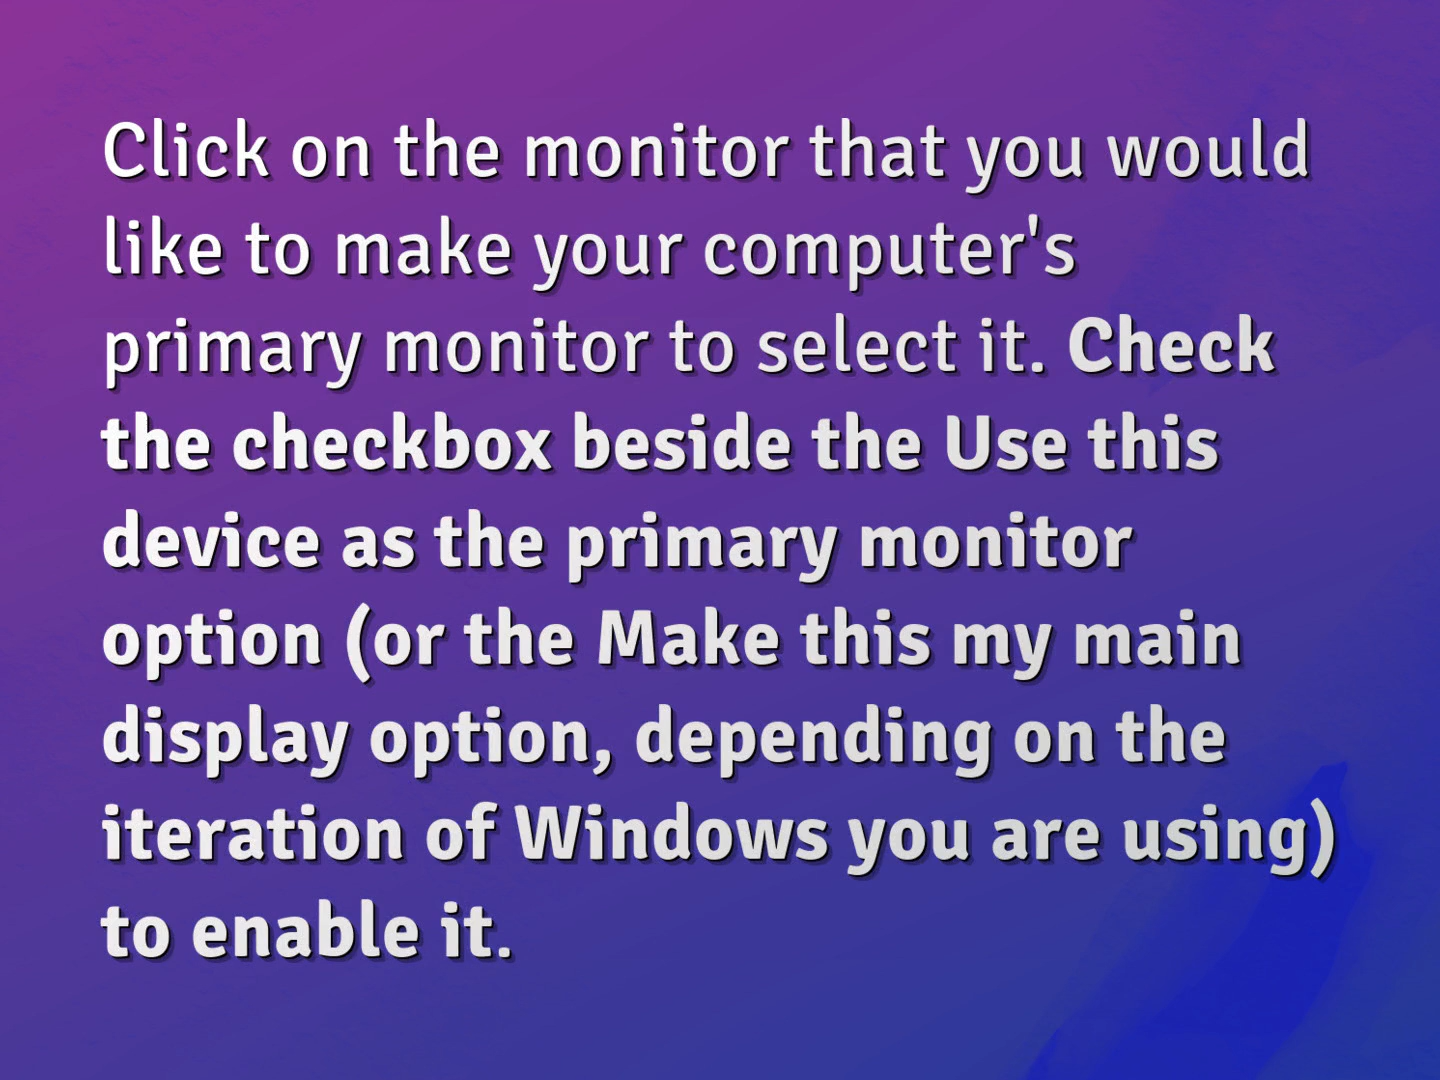 Click on the monitor that you would
like to make your computer's
primary monitor to select it. Check
the checkbox beside the Use this
device as the primary monitor
option (or the Make this my main
display option, depending on the
iteration of Windows you are using)
to enable it.